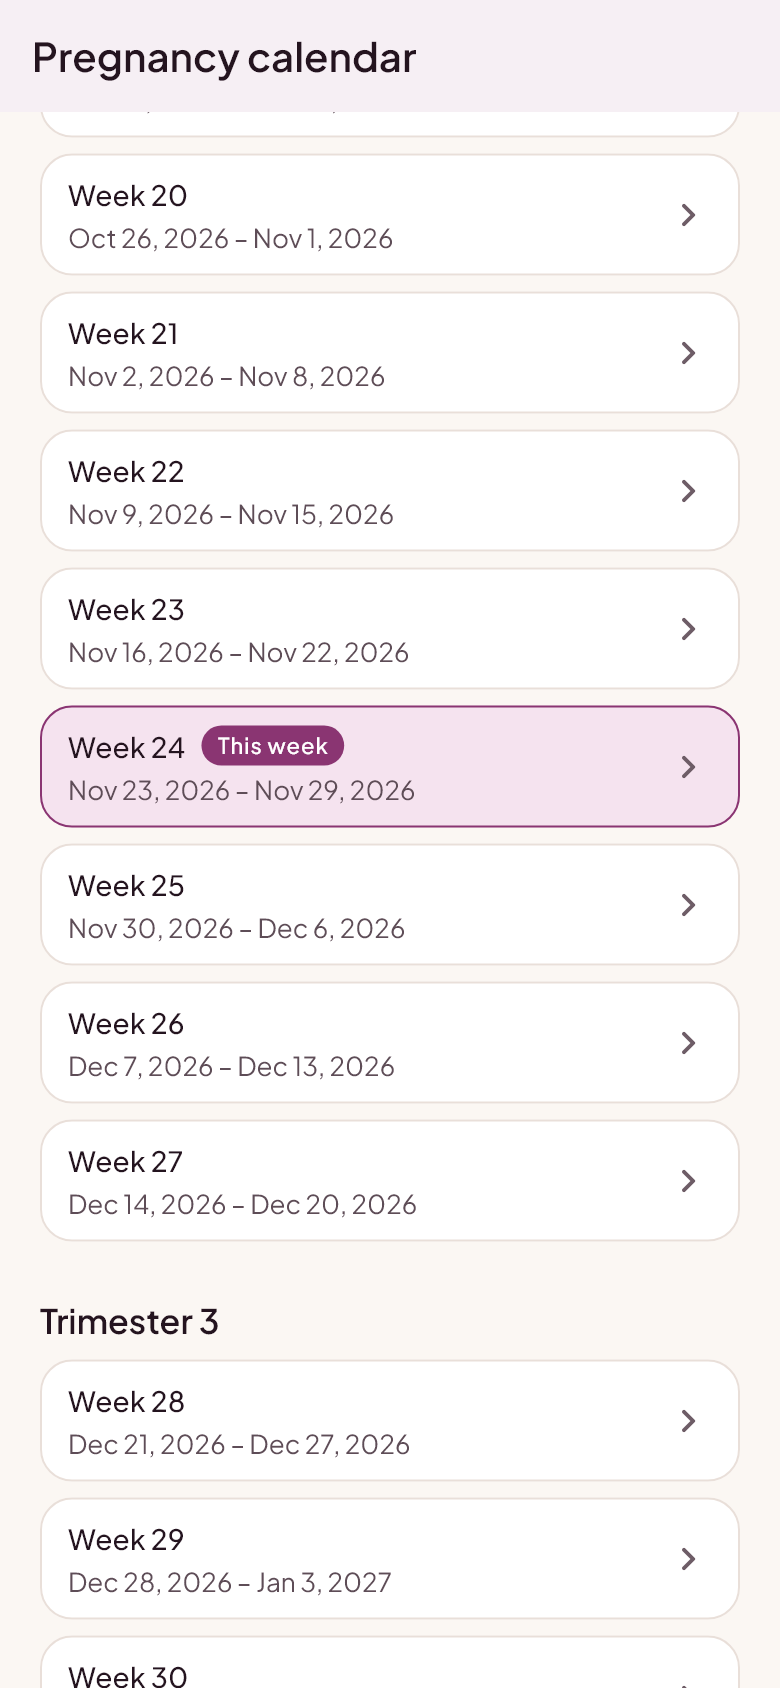 Pregnancy calendar
Week 20
Oct 26, 2026 – Nov 1, 2026
Week 21
Nov 2, 2026 – Nov 8, 2026
Week 22
Nov 9, 2026 – Nov 15, 2026
Week 23
Nov 16, 2026 – Nov 22, 2026
Week 24 This week
Nov 23, 2026 – Nov 29, 2026
Week 25
Nov 30, 2026 – Dec 6, 2026
Week 26
Dec 7, 2026 – Dec 13, 2026
Week 27
Dec 14, 2026 – Dec 20, 2026
Trimester 3
Week 28
Dec 21, 2026 – Dec 27, 2026
Week 29
Dec 28, 2026 – Jan 3, 2027
Week 30